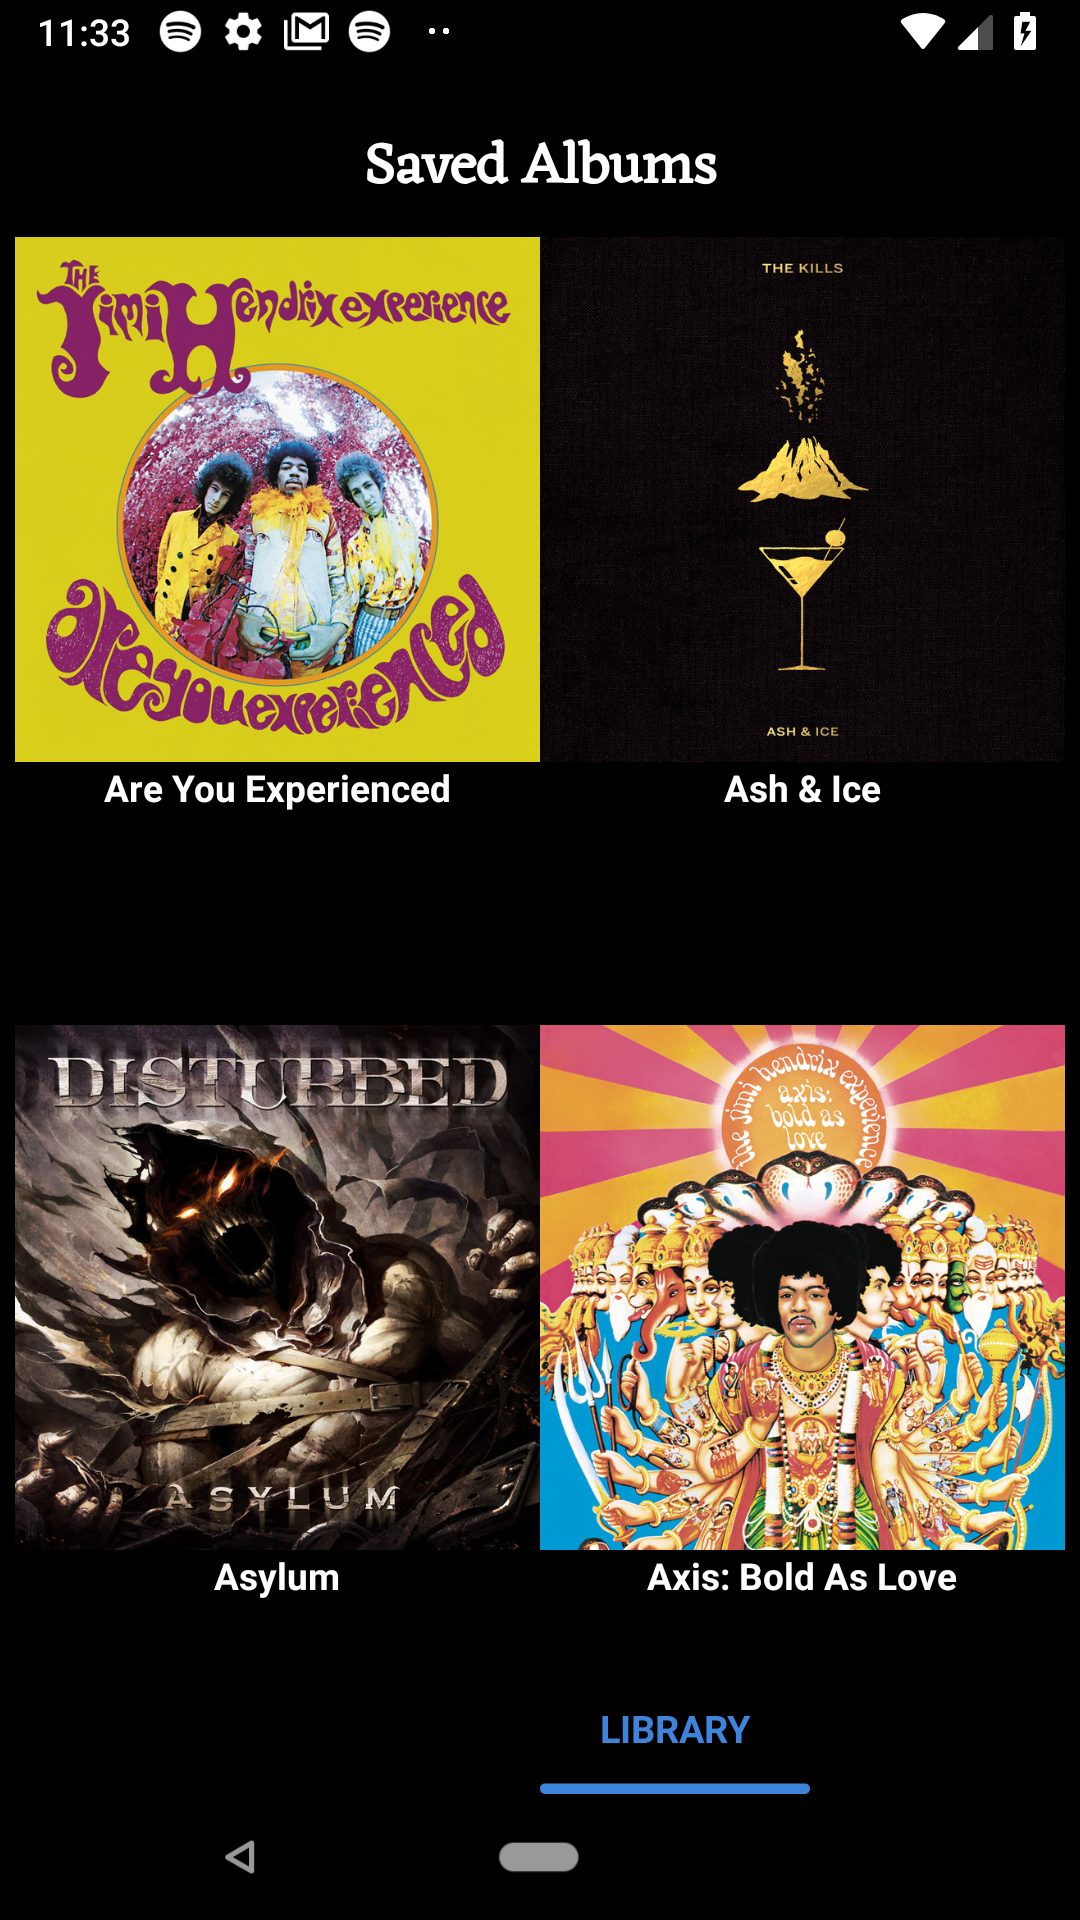 11:33
Saved Albums
THE
Jimi Hendrix experience
are you experienced
THE KILLS
ASH & ICE
Are You Experienced
Ash & Ice
DISTURBED
ASYLUM
the jimi hendrix experience
axis:
bold as
love
Asylum
Axis: Bold As Love
LIBRARY